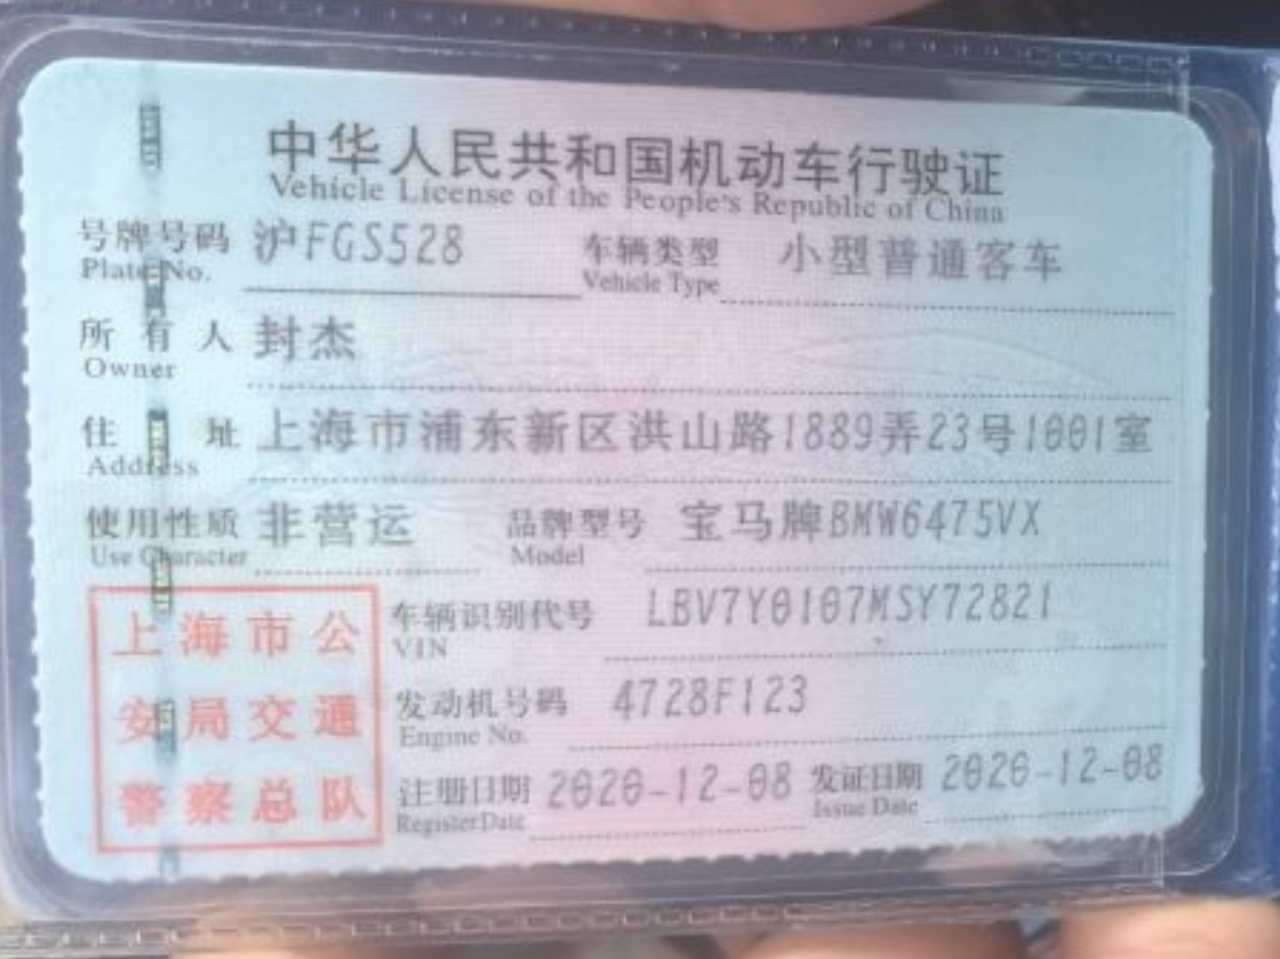 中华人民共和国机动车行驶证
Vehicle License of the People's Republic of China
号牌号码 沪FGS528 车辆类型 小型普通客车
Plate No. Vehicle Type
所有人 封杰
Owner
住址 上海市浦东新区洪山路1889弄23号1001室
Address
使用性质 非营运 品牌型号 宝马牌BMW6475VX
Use Character Model
车辆识别代号 LBV7Y0107MSY72821
VIN
发动机号码 4728F123
Engine No.
注册日期 2020-12-08 发证日期 2020-12-08
Register Date Issue Date
上海市公
安局交通
警察总队